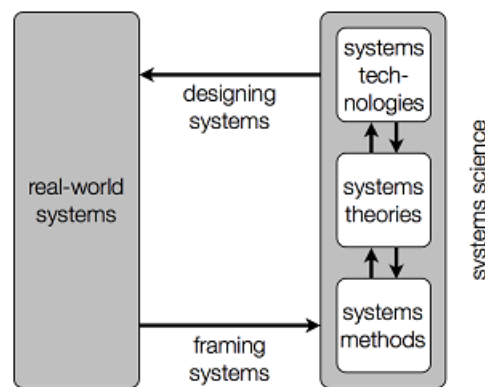 real-world
systems
designing
systems
framing
systems
systems
tech-
nologies
systems
theories
systems
methods
systems science